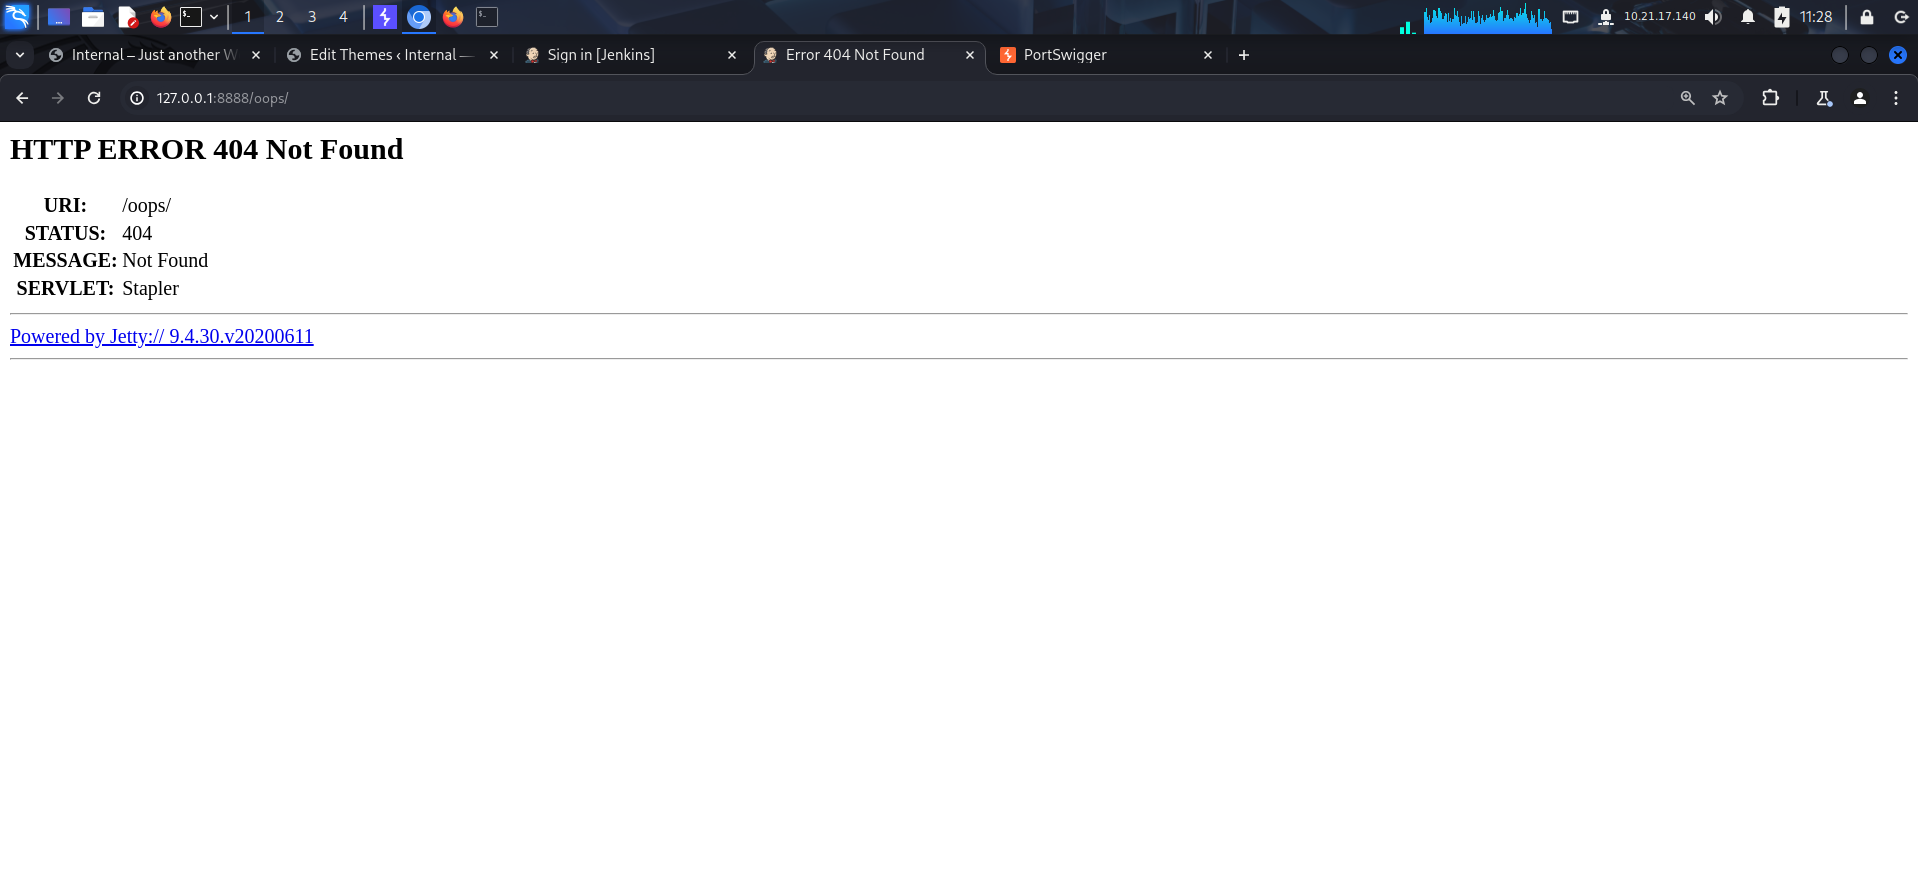 1 2 3 4 10.21.17.140 11:28
Internal – Just another W Edit Themes ‹ Internal — Sign in [Jenkins] Error 404 Not Found PortSwigger
127.0.0.1:8888/oops/
HTTP ERROR 404 Not Found
URI: /oops/
STATUS: 404
MESSAGE: Not Found
SERVLET: Stapler
Powered by Jetty:// 9.4.30.v20200611